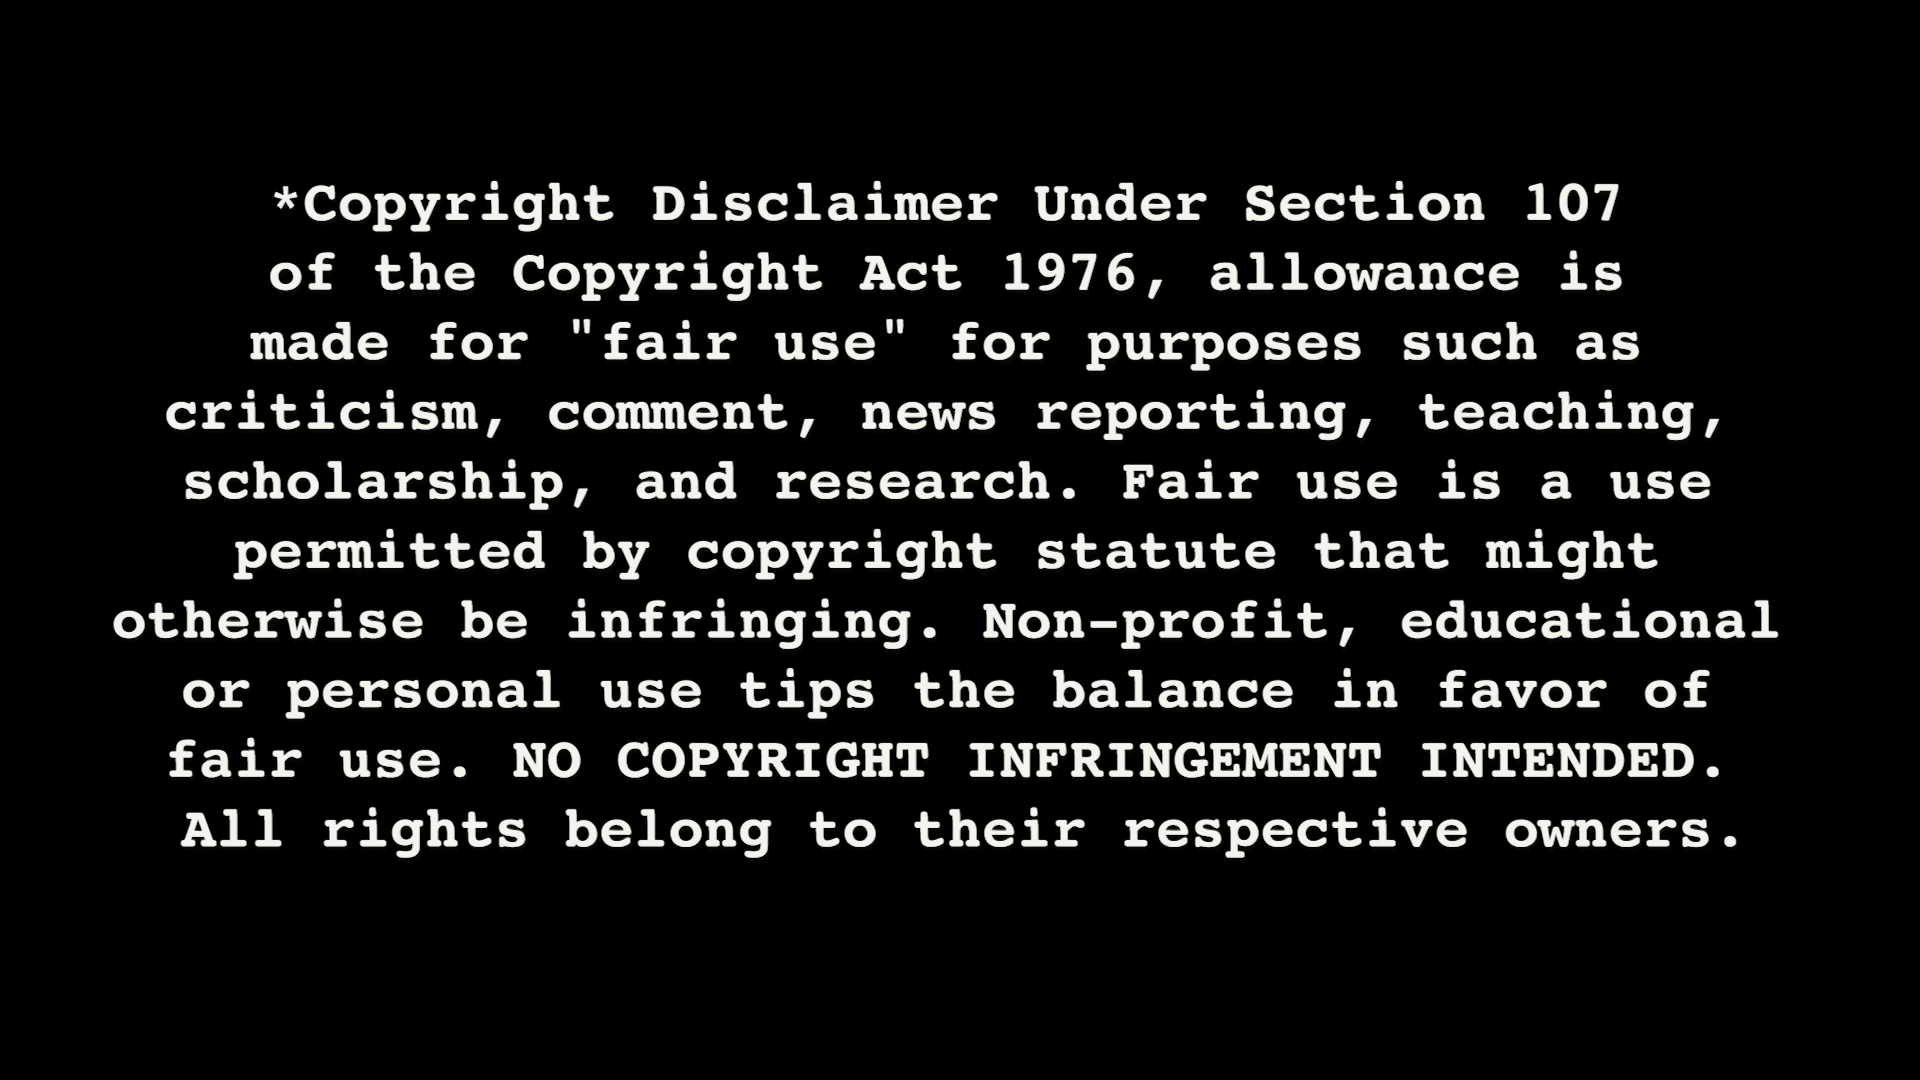 *Copyright Disclaimer Under Section 107
of the Copyright Act 1976, allowance is
made for "fair use" for purposes such as
criticism, comment, news reporting, teaching,
scholarship, and research. Fair use is a use
permitted by copyright statute that might
otherwise be infringing. Non-profit, educational
or personal use tips the balance in favor of
fair use. NO COPYRIGHT INFRINGEMENT INTENDED.
All rights belong to their respective owners.